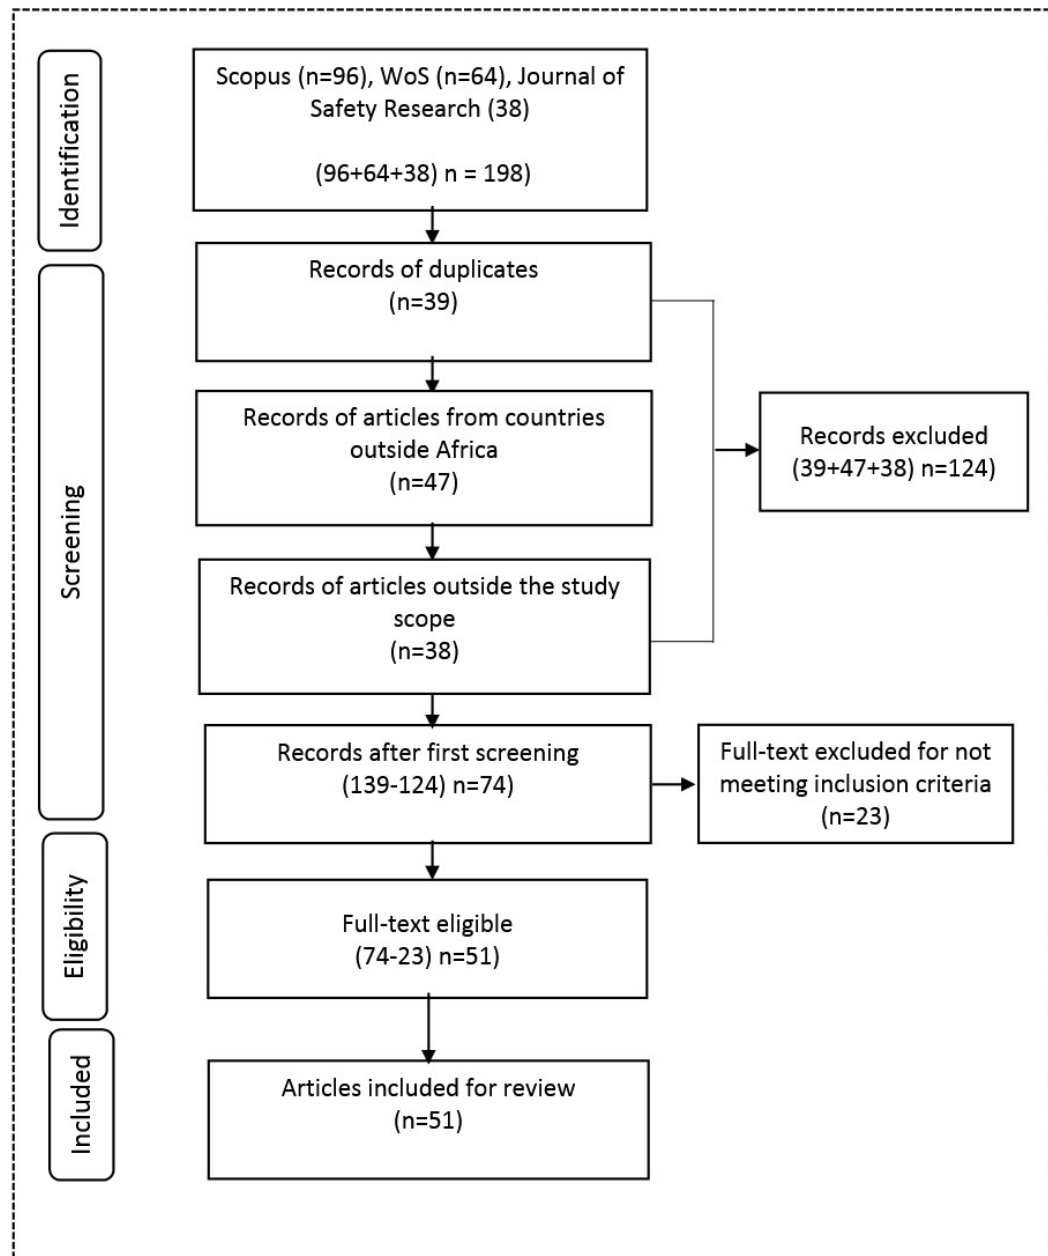 Identification
Scopus (n=96), WoS (n=64), Journal of
Safety Research (38)
(96+64+38) n = 198)
Screening
Records of duplicates
(n=39)
Records of articles from countries
outside Africa
(n=47)
Records excluded
(39+47+38) n=124)
Records of articles outside the study
scope
(n=38)
Records after first screening
(139-124) n=74)
Full-text excluded for not
meeting inclusion criteria
(n=23)
Eligibility
Full-text eligible
(74-23) n=51)
Included
Articles included for review
(n=51)